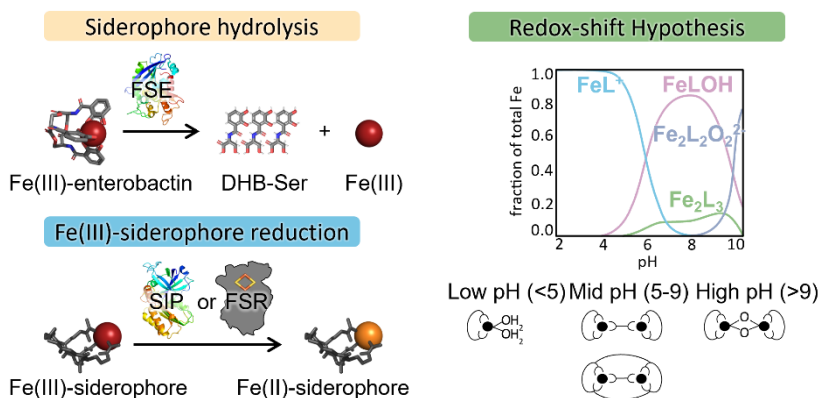 Siderophore hydrolysis
FSE
Fe(III)-enterobactin
DHB-Ser
+
Fe(III)
Fe(III)-siderophore reduction
SIP or FSR
Fe(III)-siderophore
Fe(II)-siderophore
Redox-shift Hypothesis
fraction of total Fe
1.0
0.8
0.6
0.4
0.2
0.0
FeL⁺
FeLOH
Fe₂L₂O₂²⁻
Fe₂L₃
2 4 6 8 10
pH
Low pH (<5) Mid pH (5-9) High pH (>9)
OH₂
OH₂
O
O